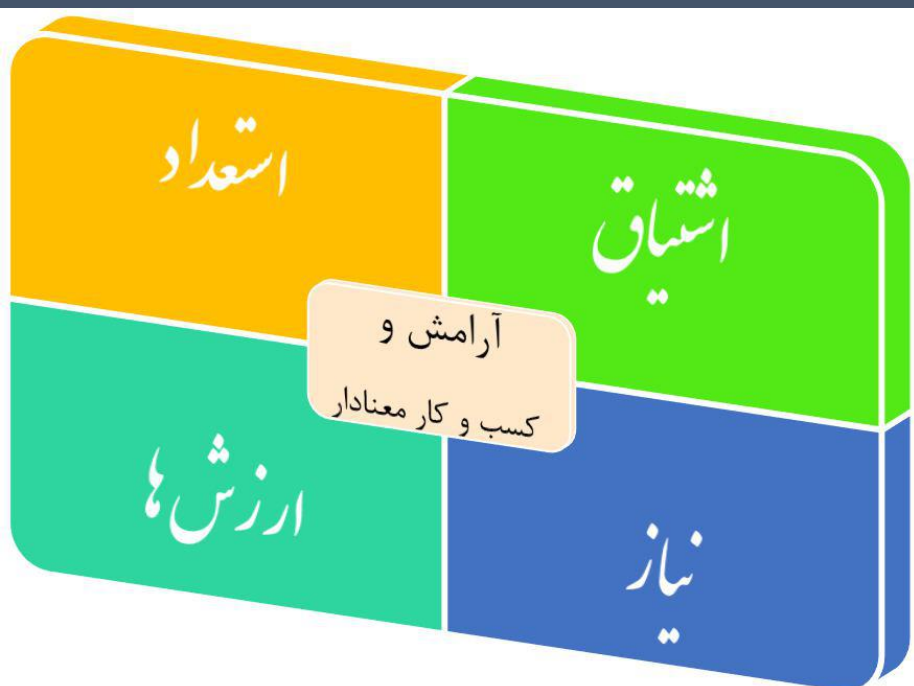 اشتیاق
استعداد
آرامش و
کسب و کار معنادار
نیاز
ارزش‌ها